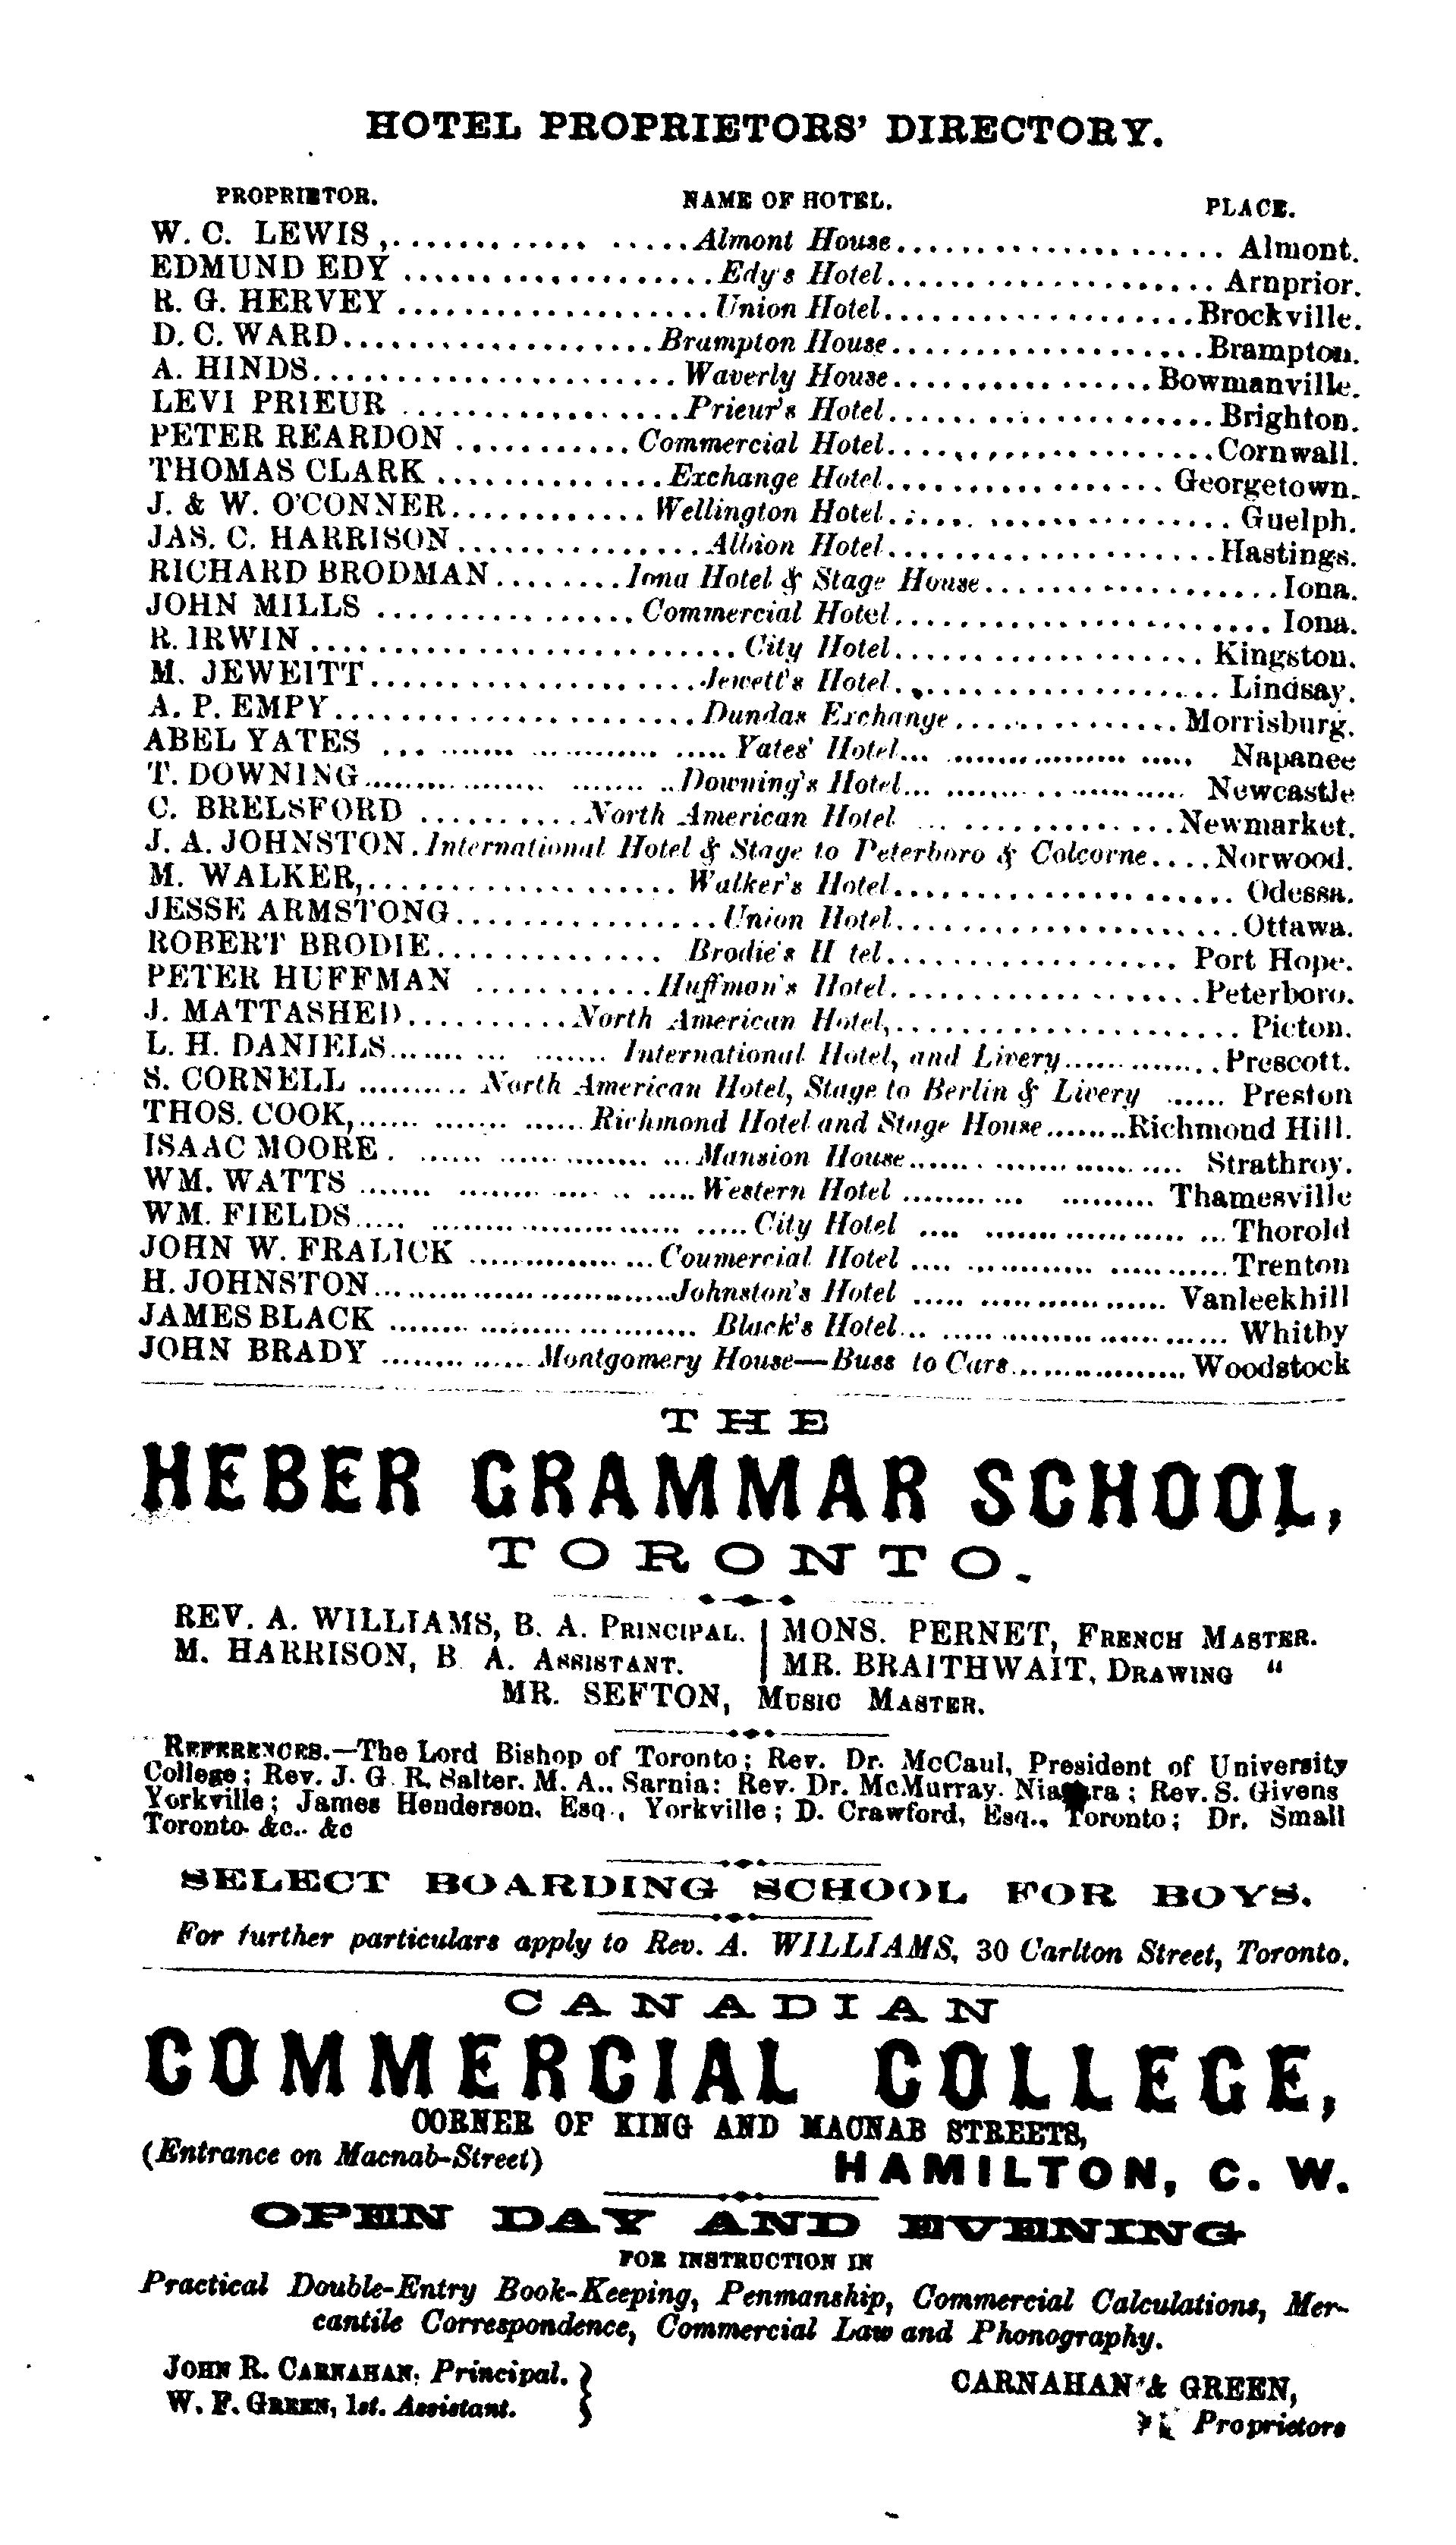 HOTEL PROPRIETORS' DIRECTORY.
PROPRIETOR. NAME OF HOTEL. PLACE.
W. C. LEWIS,.................Almont House.................... Almont.
EDMUND EDY ...................Edy's Hotel.................... Arnprior.
R. G. HERVEY ...................Union Hotel...................Brockville.
D. C. WARD...................Brampton House...................Brampton.
A. HINDS....................... Waverly House................Bowmanville.
LEVI PRIEUR .................Prieur's Hotel....................Brighton.
PETER REARDON ........... Commercial Hotel....................Cornwall.
THOMAS CLARK ..............Exchange Hotel................. Georgetown.
J. & W. O'CONNER............ Wellington Hotel.................... Guelph.
JAS. C. HARRISON...............Albion Hotel....................Hastings.
RICHARD BRODMAN........Iona Hotel & Stage House..................Iona.
JOHN MILLS ................Commercial Hotel....................... Iona.
R. IRWIN ..........................City Hotel................... Kingston.
M. JEWEITT....................Jewett's Hotel.................... Lindsay.
A. P. EMPY......................Dundas Exchange..............Morrisburg.
ABEL YATES ... ....... ............ ..... Yates' Hotel... ............... ..... Napanee
T. DOWNING.................. ....... ..Downing's Hotel... ....... .. .......... Newcastle
C. BRELSFORD ..........North American Hotel ... .............Newmarket.
J. A. JOHNSTON.International Hotel & Stage to Peterboro & Colcorne....Norwood.
M. WALKER,................... Walker's Hotel..................... Odessa.
JESSE ARMSTONG................Union Hotel.....................Ottawa.
ROBERT BRODIE.............. Brodie's H tel.................. Port Hope.
PETER HUFFMAN ...........Huffman's Hotel...................Peterboro.
J. MATTASHED..........North American Hotel,..................... Picton.
L. H. DANIELS....... ... ....... International Hotel, and Livery...............Prescott.
S. CORNELL .......... North American Hotel, Stage to Berlin & Livery ...... Preston
THOS. COOK,...... ....... ......Richmond Hotel and Stage House........Richmond Hill.
ISAAC MOORE. ...... ............... ...Mansion House....... ................. Strathroy.
WM. WATTS ....... ............ .. .....Western Hotel ........... ......... Thamesville
WM. FIELDS..... ....................... .....City Hotel .... .................. ...Thorold
JOHN W. FRALICK ............. ...Coumercial Hotel .... ........... ...........Trenton
H. JOHNSTON............................Johnston's Hotel ..... ................. Vanleekhill
JAMES BLACK ....... ................... Black's Hotel... ..... ................... Whitby
JOHN BRADY ........ .....Montgomery House—Buss to Cars.................Woodstock
THE
HEBER GRAMMAR SCHOOL,
TORONTO.
REV. A. WILLIAMS, B. A. PRINCIPAL. | MONS. PERNET, FRENCH MASTER.
M. HARRISON, B A. ASSISTANT. | MR. BRAITHWAIT, DRAWING "
MR. SEFTON, MUSIC MASTER.
REFERENCES.—The Lord Bishop of Toronto; Rev. Dr. McCaul, President of University
College; Rev. J. G. R. Salter. M. A., Sarnia: Rev. Dr. McMurray. Niagara; Rev. S. Givens
Yorkville; James Henderson, Esq., Yorkville; D. Crawford, Esq., Toronto; Dr. Small
Toronto. &c.. &c
SELECT BOARDING SCHOOL FOR BOYS.
For further particulars apply to Rev. A. WILLIAMS, 30 Carlton Street, Toronto.
CANADIAN
COMMERCIAL COLLEGE,
CORNER OF KING AND MACNAB STREETS,
(Entrance on Macnab-Street)
HAMILTON, C. W.
OPEN DAY AND EVENING
FOR INSTRUCTION IN
Practical Double-Entry Book-Keeping, Penmanship, Commercial Calculations, Mer-
cantile Correspondence, Commercial Law and Phonography.
JOHN R. CARNAHAN, Principal. }
W. F. GREEN, 1st. Assistant.
CARNAHAN & GREEN,
Proprietors